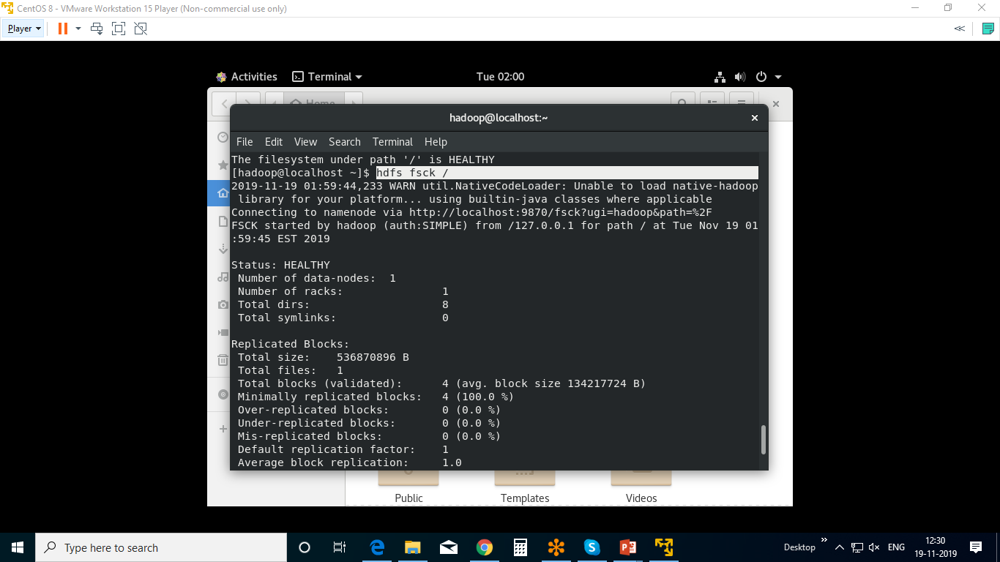 CentOS 8 - VMware Workstation 15 Player (Non-commercial use only)
Player
Activities
Terminal
Tue 02:00
Home
hadoop@localhost:~
File Edit View Search Terminal Help
The filesystem under path '/' is HEALTHY
[hadoop@localhost ~]$ hdfs fsck /
2019-11-19 01:59:44,233 WARN util.NativeCodeLoader: Unable to load native-hadoop
library for your platform... using builtin-java classes where applicable
Connecting to namenode via http://localhost:9870/fsck?ugi=hadoop&path=%2F
FSCK started by hadoop (auth:SIMPLE) from /127.0.0.1 for path / at Tue Nov 19 01
:59:45 EST 2019
Status: HEALTHY
Number of data-nodes: 1
Number of racks: 1
Total dirs: 8
Total symlinks: 0
Replicated Blocks:
Total size: 536870896 B
Total files: 1
Total blocks (validated): 4 (avg. block size 134217724 B)
Minimally replicated blocks: 4 (100.0 %)
Over-replicated blocks: 0 (0.0 %)
Under-replicated blocks: 0 (0.0 %)
Mis-replicated blocks: 0 (0.0 %)
Default replication factor: 1
Average block replication: 1.0
Public
Templates
Videos
Type here to search
Desktop
ENG
12:30
19-11-2019